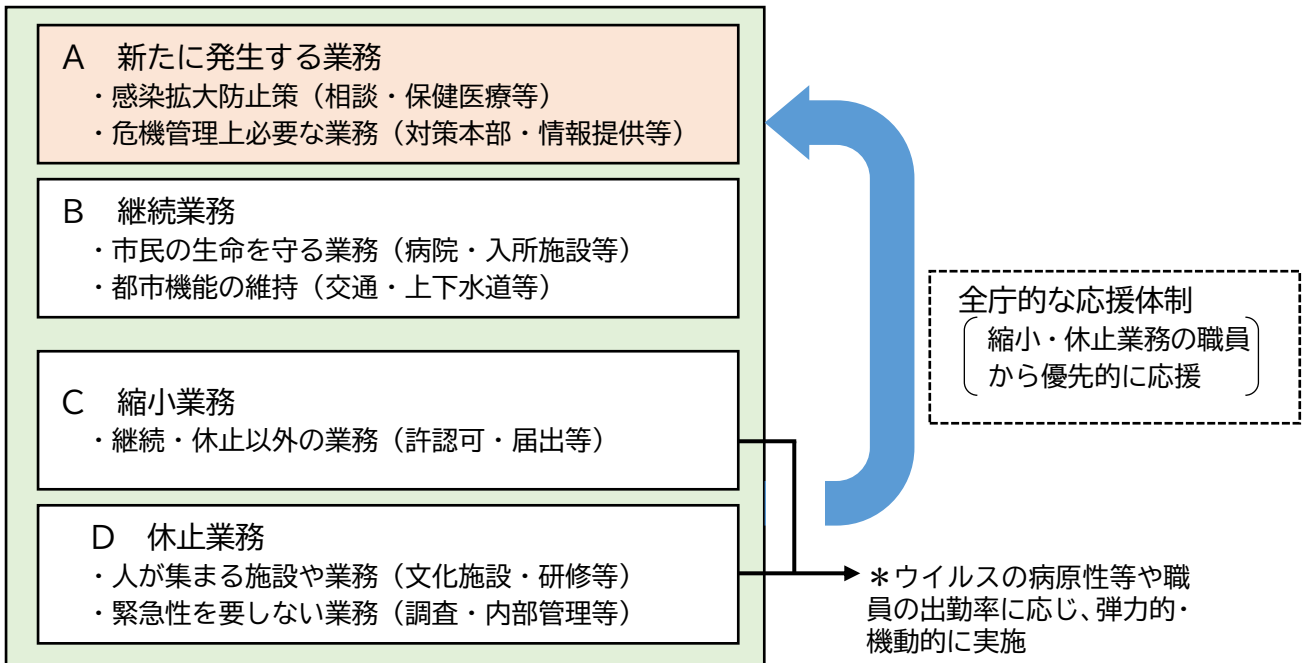 A 新たに発生する業務
・感染拡大防止策（相談・保健医療等）
・危機管理上必要な業務（対策本部・情報提供等）
B 継続業務
・市民の生命を守る業務（病院・入所施設等）
・都市機能の維持（交通・上下水道等）
C 縮小業務
・継続・休止以外の業務（許認可・届出等）
D 休止業務
・人が集まる施設や業務（文化施設・研修等）
・緊急性を要しない業務（調査・内部管理等）
全庁的な応援体制
縮小・休止業務の職員
から優先的に応援
＊ウイルスの病原性等や職
員の出勤率に応じ、弾力的・
機動的に実施